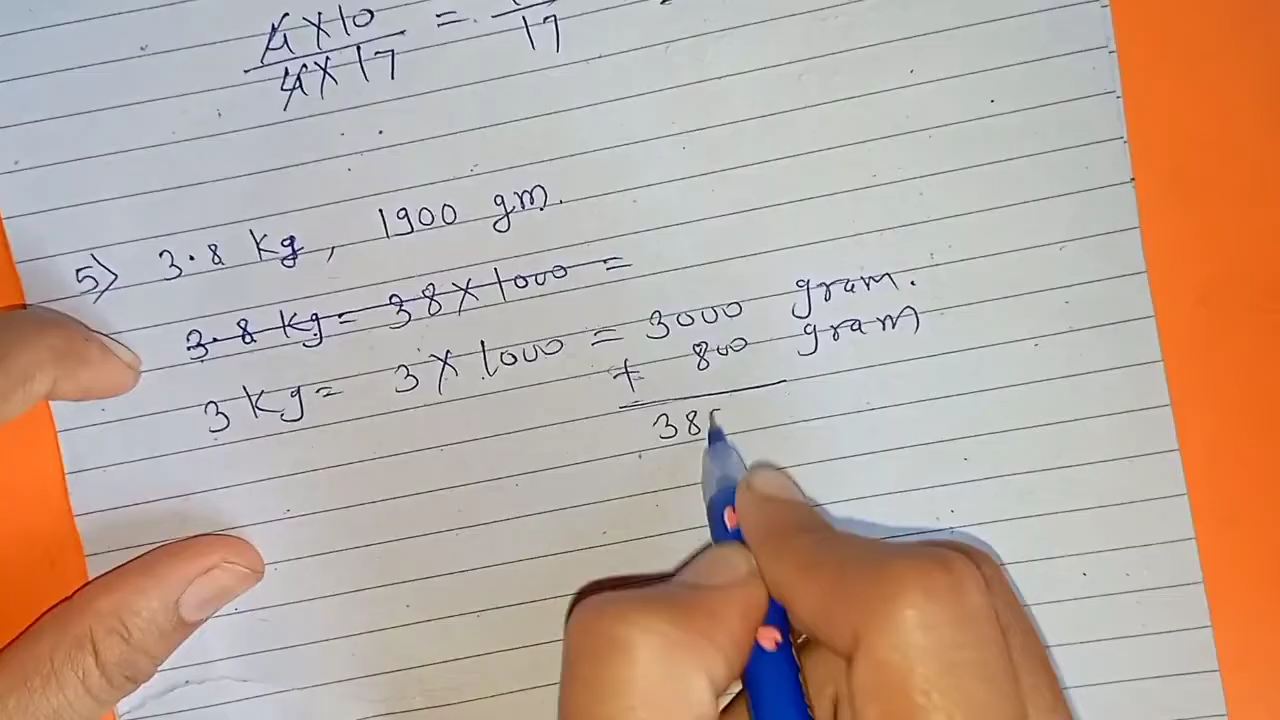 4 X 10 =
4 X 17 17
5) 3.8 Kg, 1900 gm.
3.8 Kg = 38 X 1000 =
3 Kg = 3 X 1000 = 3000 gram.
+ 800 gram
38